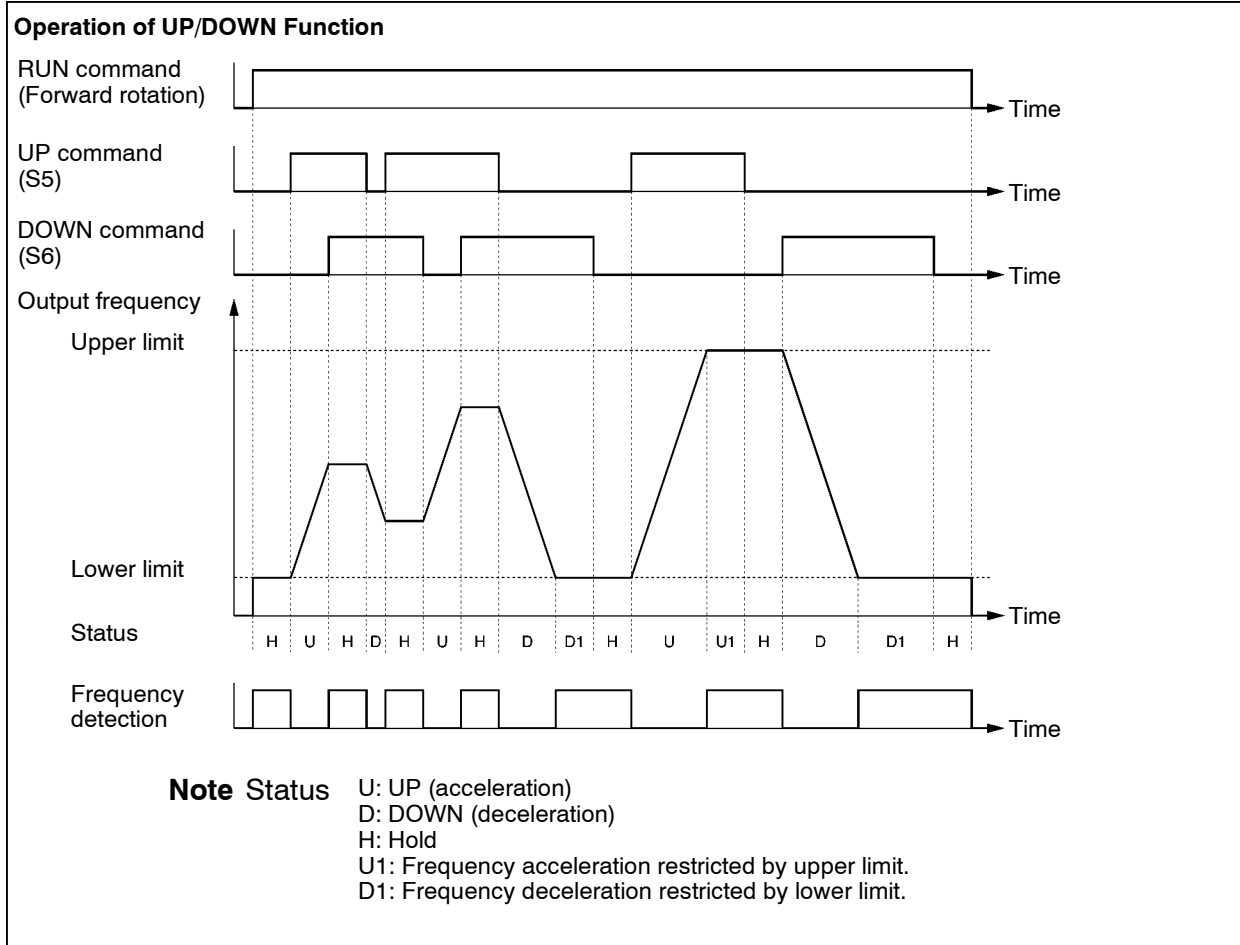 Operation of UP/DOWN Function
RUN command
(Forward rotation)
Time
UP command
(S5)
Time
DOWN command
(S6)
Time
Output frequency
Upper limit
Lower limit
Time
Status
H U H D H U H D D1 H U U1 H D D1 H
Frequency
detection
Time
Note Status U: UP (acceleration)
D: DOWN (deceleration)
H: Hold
U1: Frequency acceleration restricted by upper limit.
D1: Frequency deceleration restricted by lower limit.